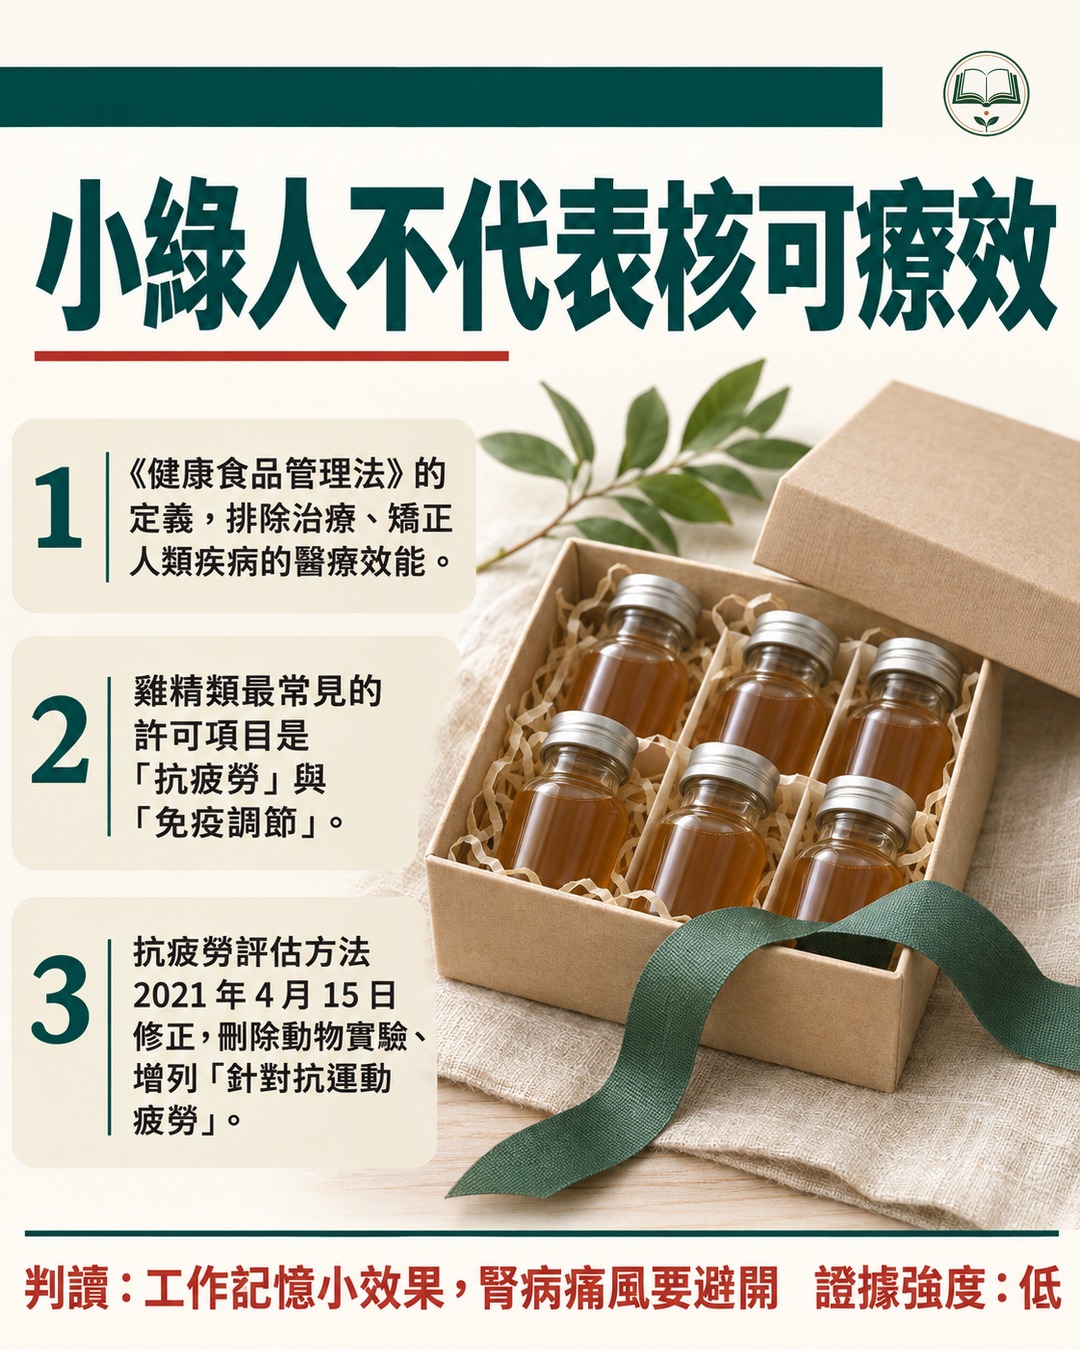 小綠人不代表核可療效
1
《健康食品管理法》的
定義，排除治療、矯正
人類疾病的醫療效能。
2
雞精類最常見的
許可項目是
「抗疲勞」與
「免疫調節」。
3
抗疲勞評估方法
2021 年 4 月 15 日
修正，刪除動物實驗、
增列「針對抗運動
疲勞」。
判讀：工作記憶小效果，腎病痛風要避開　證據強度：低